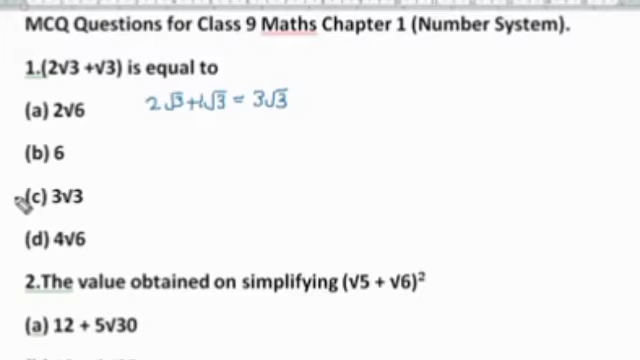 MCQ Questions for Class 9 Maths Chapter 1 (Number System).
1.(2√3 +√3) is equal to
(a) 2√6
2√3+1√3 = 3√3
(b) 6
(c) 3√3
(d) 4√6
2.The value obtained on simplifying (√5 + √6)²
(a) 12 + 5√30